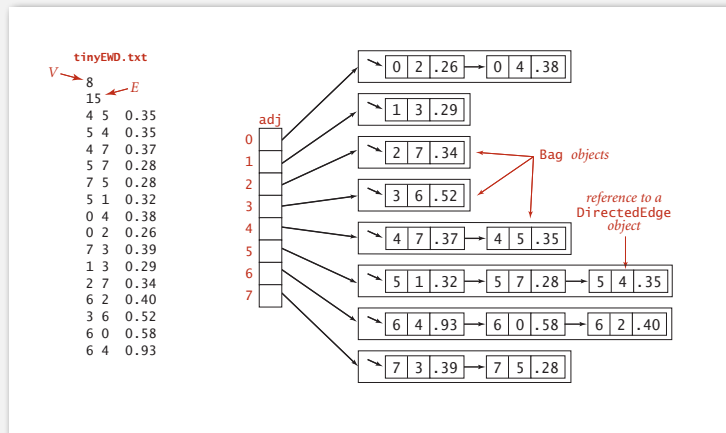 tinyEWD.txt
V
8
E
15
4 5 0.35
5 4 0.35
4 7 0.37
5 7 0.28
7 5 0.28
5 1 0.32
0 4 0.38
0 2 0.26
7 3 0.39
1 3 0.29
2 7 0.34
6 2 0.40
3 6 0.52
6 0 0.58
6 4 0.93
adj
0
1
2
3
4
5
6
7
0 2 .26 0 4 .38
1 3 .29
2 7 .34
3 6 .52
4 7 .37 4 5 .35
5 1 .32 5 7 .28 5 4 .35
6 4 .93 6 0 .58 6 2 .40
7 3 .39 7 5 .28
Bag objects
reference to a
DirectedEdge
object